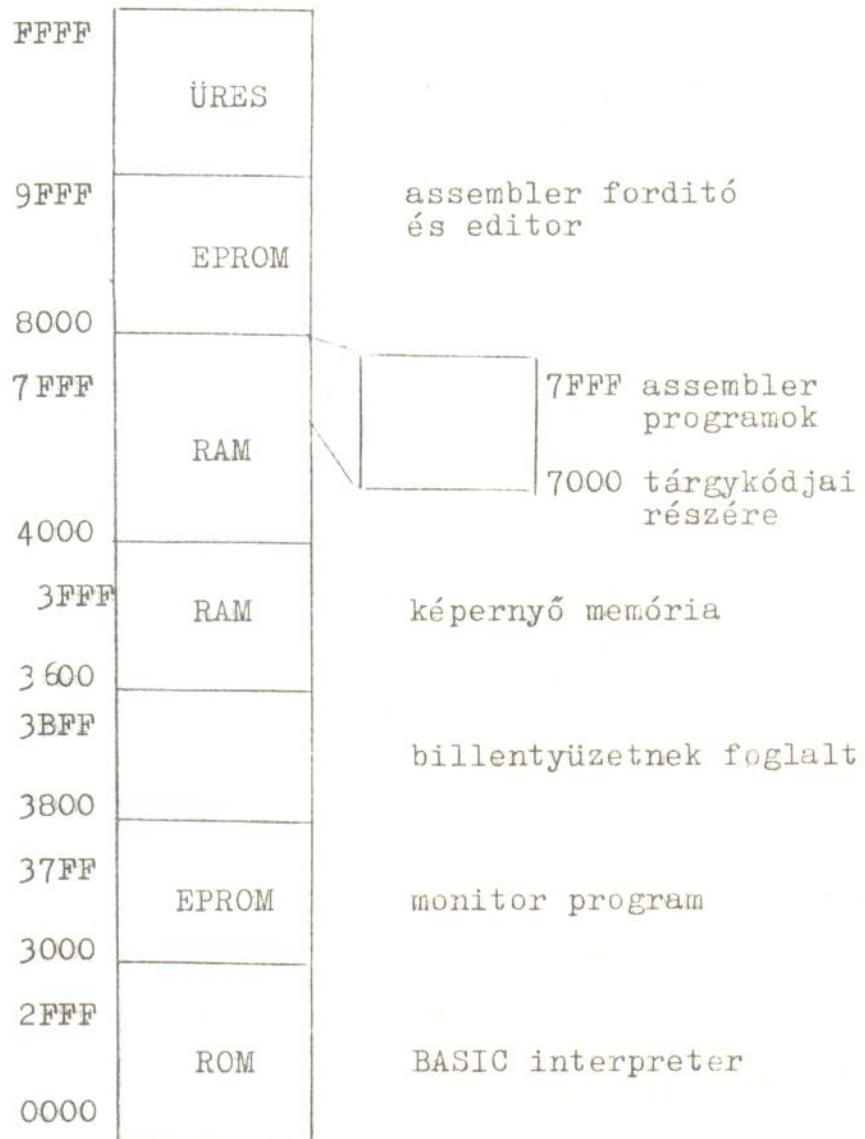 FFFF
ÜRES
9FFF
assembler forditó
és editor
EPROM
8000
7FFF
7FFF assembler
programok
RAM
7000 tárgykódjai
részére
4000
3FFF
RAM
képernyő memória
3600
3BFF
billentyüzetnek foglalt
3800
37FF
EPROM
monitor program
3000
2FFF
ROM
BASIC interpreter
0000